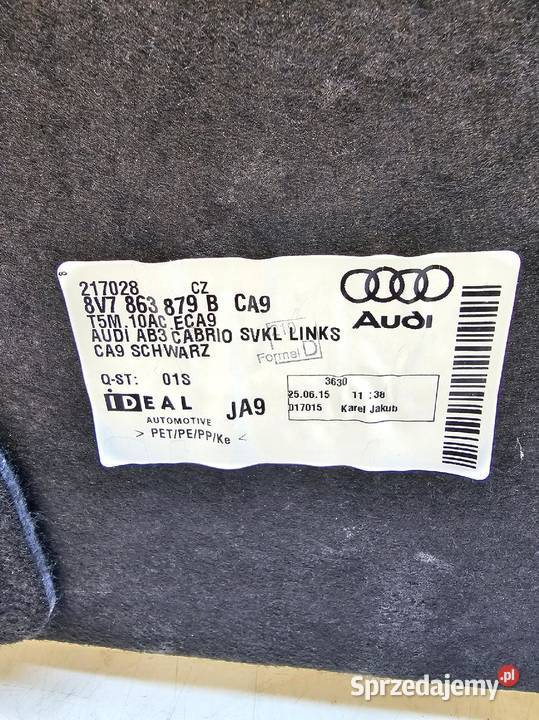 217028 CZ
8V7 863 879 B CA9
T5M.10AC ECA9
AUDI AB3 CABRIO SVKL LINKS
CA9 SCHWARZ
Formel D
Q-ST: 01S
iDEAL JA9
AUTOMOTIVE
> PET/PE/PP/Ke <
Audi
3630
25.06.15 11:38
017015 Karel Jakub
8
Sprzedajemy.pl